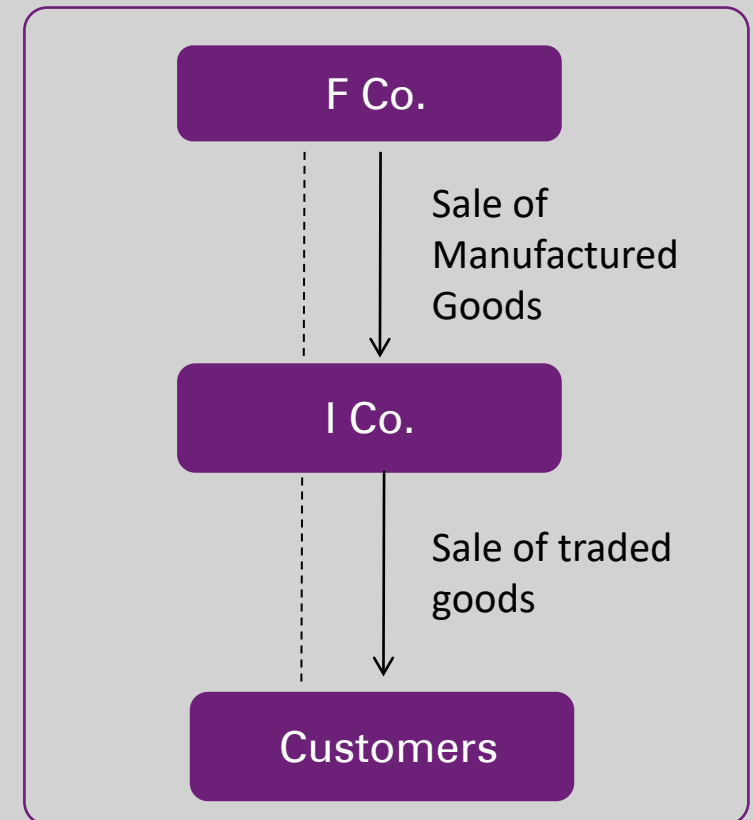 F Co.
Sale of
Manufactured
Goods
I Co.
Sale of traded
goods
Customers